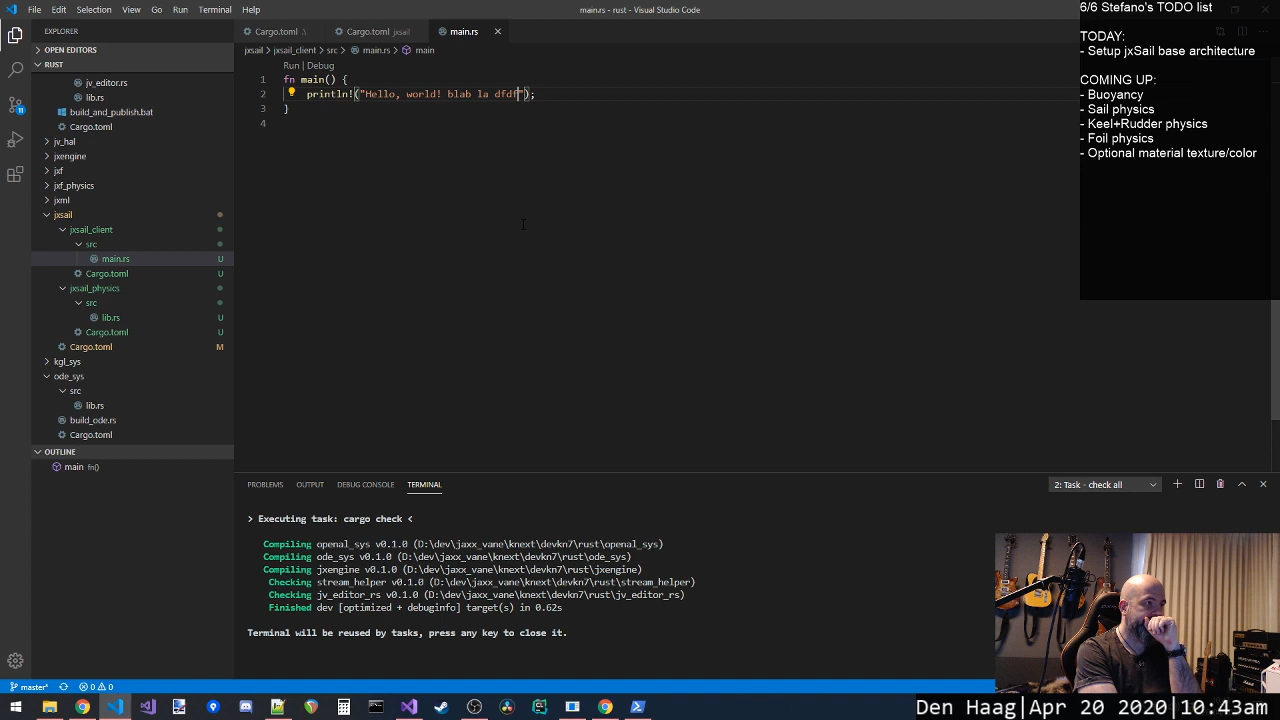 File Edit Selection View Go Run Terminal Help
main.rs - rust - Visual Studio Code
6/6 Stefano's TODO list
TODAY:
- Setup jxSail base architecture
COMING UP:
- Buoyancy
- Sail physics
- Keel+Rudder physics
- Foil physics
- Optional material texture/color
EXPLORER
OPEN EDITORS
RUST
jv_editor.rs
lib.rs
build_and_publish.bat
Cargo.toml
jv_hal
jxengine
jxf
jxf_physics
jxml
jxsail
jxsail_client
src
main.rs U
Cargo.toml U
jxsail_physics
src
lib.rs U
Cargo.toml U
Cargo.toml M
kgl_sys
ode_sys
src
lib.rs
build_ode.rs
Cargo.toml
OUTLINE
main fn()
Cargo.toml .\
Cargo.toml jxsail
main.rs
jxsail > jxsail_client > src > main.rs > main
Run | Debug
1 fn main() {
2 println!("Hello, world! blab la dfdf");
3 }
4
PROBLEMS OUTPUT DEBUG CONSOLE TERMINAL
2: Task - check all
> Executing task: cargo check <
Compiling openal_sys v0.1.0 (D:\dev\jaxx_vane\knext\devkn7\rust\openal_sys)
Compiling ode_sys v0.1.0 (D:\dev\jaxx_vane\knext\devkn7\rust\ode_sys)
Compiling jxengine v0.1.0 (D:\dev\jaxx_vane\knext\devkn7\rust\jxengine)
Checking stream_helper v0.1.0 (D:\dev\jaxx_vane\knext\devkn7\rust\stream_helper)
Checking jv_editor_rs v0.1.0 (D:\dev\jaxx_vane\knext\devkn7\rust\jv_editor_rs)
Finished dev [optimized + debuginfo] target(s) in 0.62s
Terminal will be reused by tasks, press any key to close it.
master* 0 0
Den Haag|Apr 20 2020|10:43am